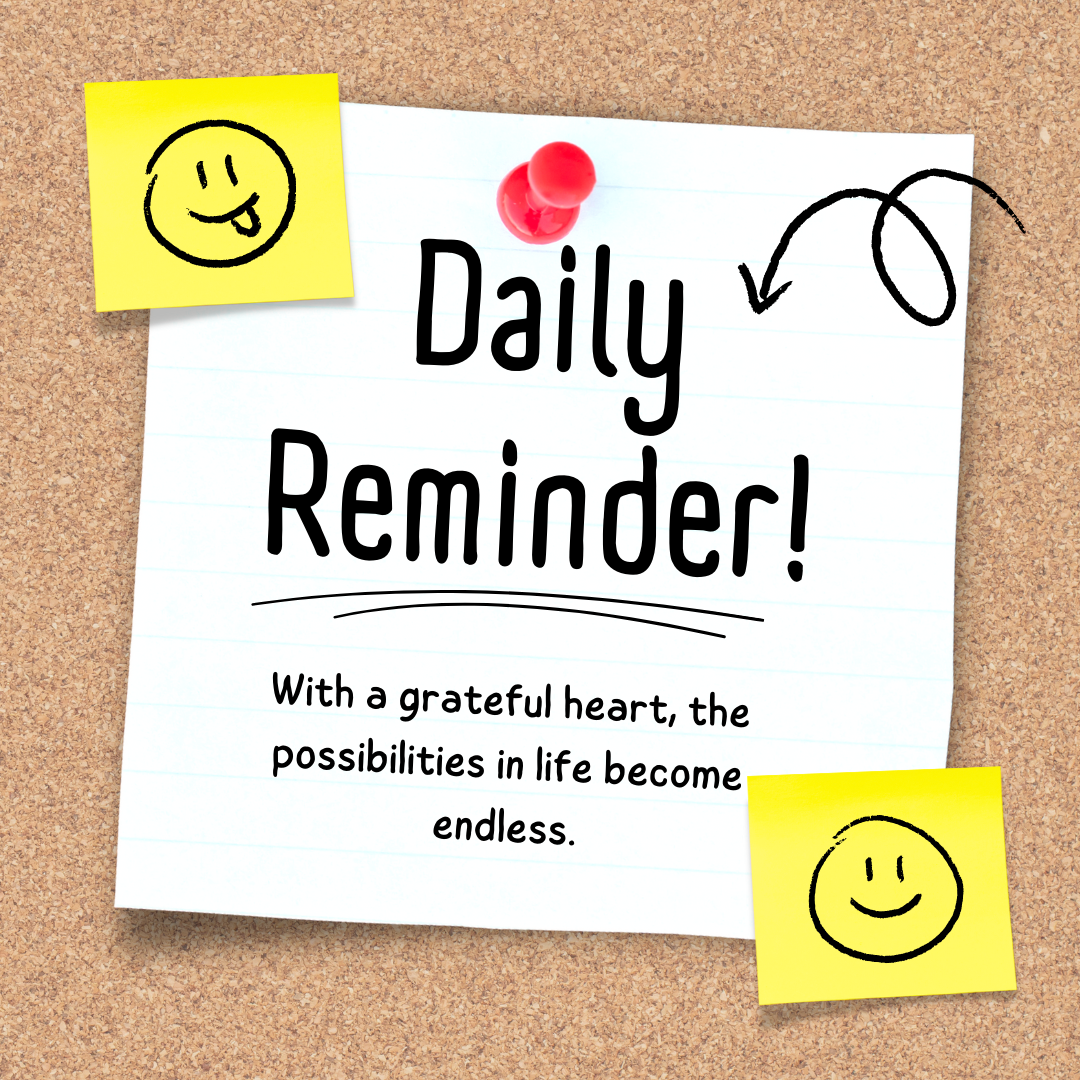 Daily
Reminder!
With a grateful heart, the
possibilities in life become
endless.